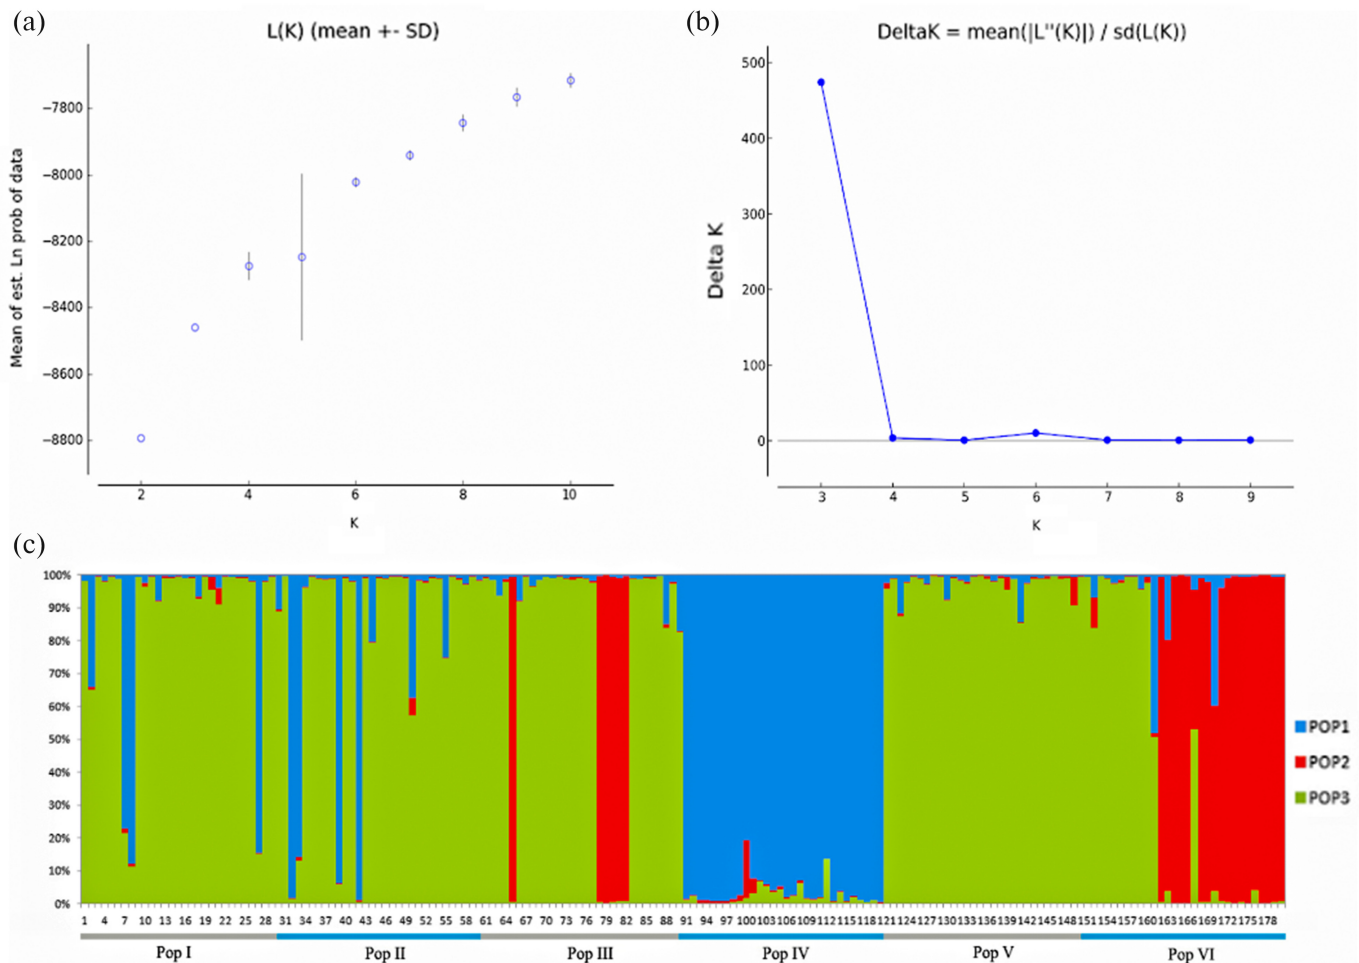 (a)
L(K) (mean +- SD)
Mean of est. Ln prob of data
−7800
−8000
−8200
−8400
−8600
−8800
2 4 6 8 10
K
(b)
DeltaK = mean(|L''(K)|) / sd(L(K))
Delta K
500
400
300
200
100
0
3 4 5 6 7 8 9
K
(c)
100%
90%
80%
70%
60%
50%
40%
30%
20%
10%
0%
1 4 7 10 13 16 19 22 25 28 31 34 37 40 43 46 49 52 55 58 61 64 67 70 73 76 79 82 85 88 91 94 97 100 103 106 109 112 115 118 121 124 127 130 133 136 139 142 145 148 151 154 157 160 163 166 169 172 175 178
Pop I Pop II Pop III Pop IV Pop V Pop VI
POP1
POP2
POP3